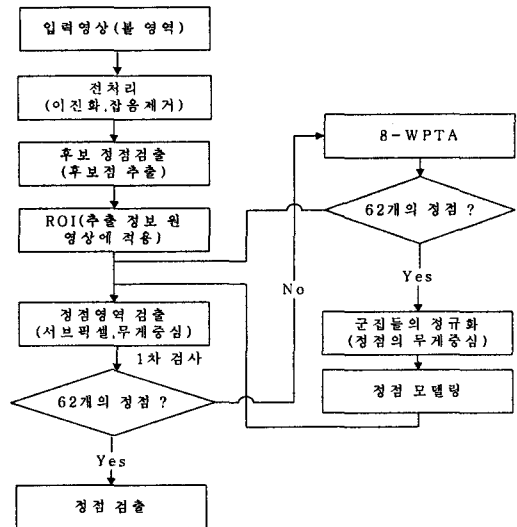 입력영상(볼 영역)
전처리
(이진화,잡음제거)
후보 정점검출
(후보점 추출)
ROI(추출 정보 원
영상에 적용)
정점영역 검출
(서브픽셀,무게중심)
1차 검사
62개의 정점 ?
Yes
정점 검출
No
8-WPTA
62개의 정점 ?
Yes
군집들의 정규화
(정점의 무게중심)
정점 모델링